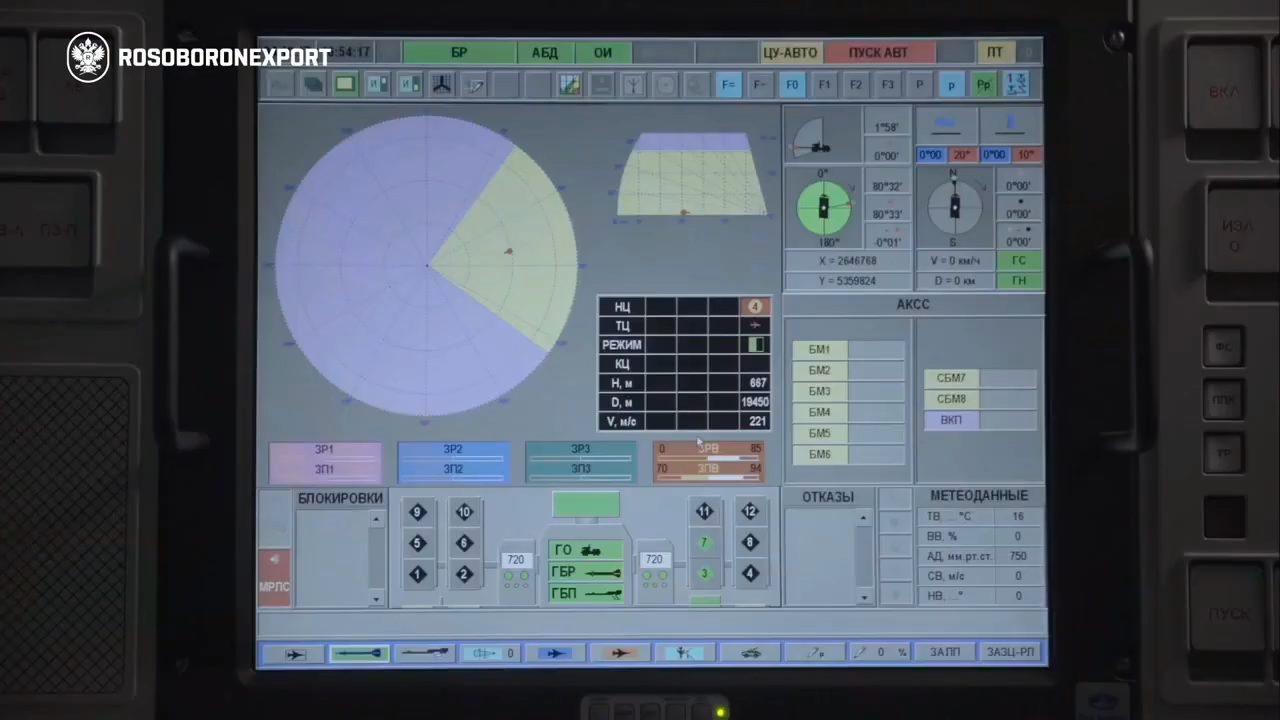 ROSOBORONEXPORT
:54:17
БР
АБД
ОИ
ЦУ-АВТО
ПУСК АВТ
ПТ
F=
F~
F0
F1
F2
F3
P
p
Pp
1°58'
0°00'
0°00' 20° 0°00 10°
0°
80°32'
80°33'
-0°01'
180°
N
S
0°00'
0°00'
0°00'
X = 2646768
Y = 5359824
V = 0 км/ч
ГС
D = 0 км
ГН
АКСС
БМ1
БМ2
БМ3
БМ4
БМ5
БМ6
СБМ7
СБМ8
ВКП
НЦ 4
ТЦ
РЕЖИМ
КЦ
Н, м 667
D, м 19450
V, м/с 221
ЗР1
ЗП1
ЗР2
ЗП2
ЗР3
ЗП3
0 ЗРВ 85
70 ЗПВ 94
БЛОКИРОВКИ
МРЛС
9 10
5 6
1 2
720
ГО
ГБР
ГБП
720
11 12
7 8
3 4
ОТКАЗЫ
МЕТЕОДАННЫЕ
ТВ, ...°С 16
ВВ, % 0
АД, мм.рт.ст. 750
СВ, м/с 0
НВ, ...° 0
0
0 %
ЗАЛП
ЗАЗЦ-РЛ
ВКЛ
ИЗЛ
О
ПУСК
ПЗ-П